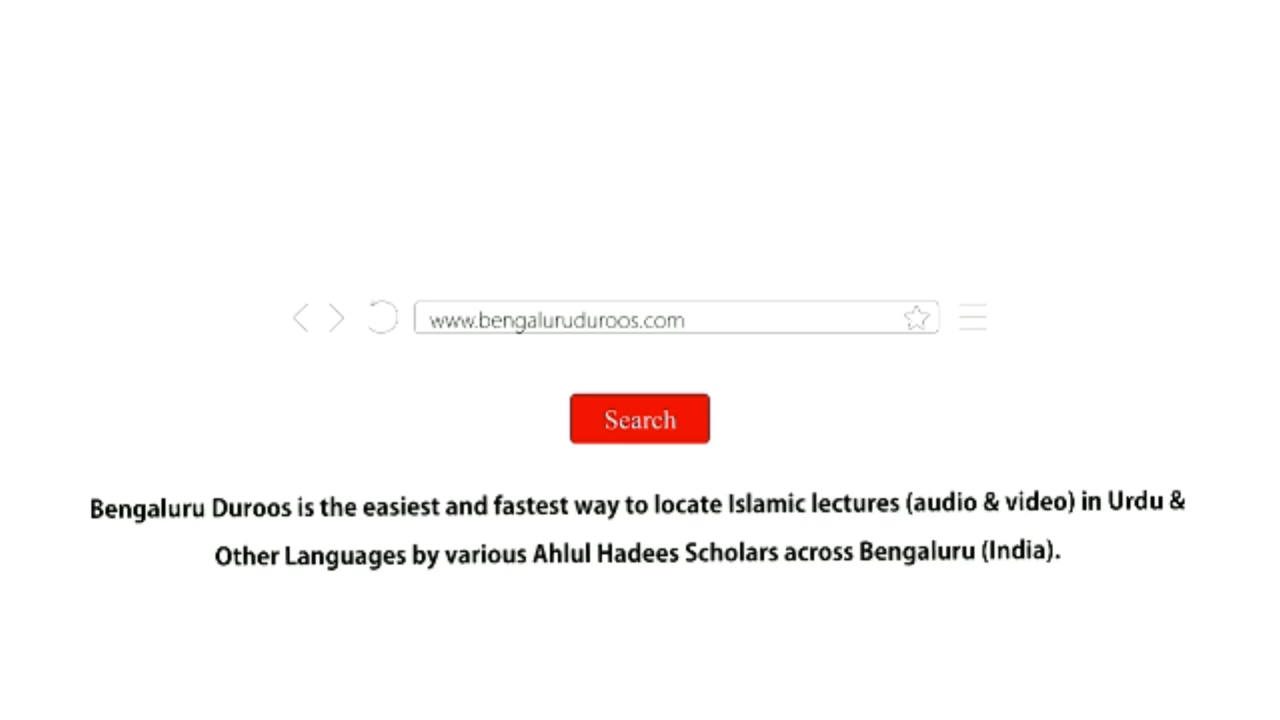 www.bengaluruduroos.com
Search
Bengaluru Duroos is the easiest and fastest way to locate Islamic lectures (audio & video) in Urdu &
Other Languages by various Ahlul Hadees Scholars across Bengaluru (India).